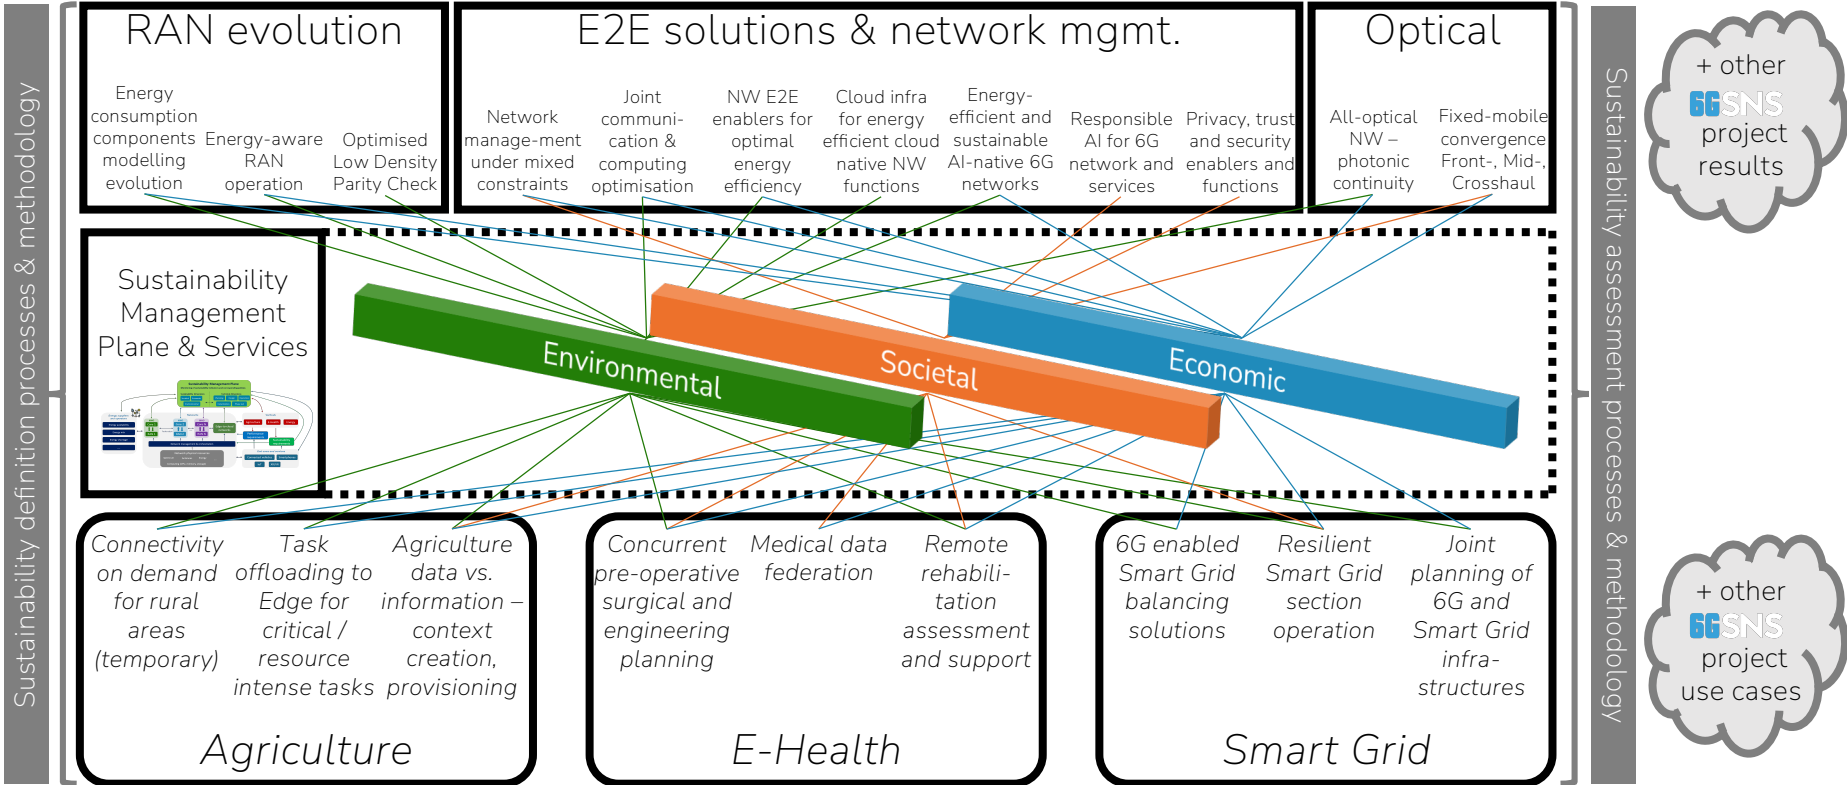 Sustainability definition processes & methodology
RAN evolution
Energy
consumption
components
modelling
evolution
Energy-aware
RAN
operation
Optimised
Low Density
Parity Check
E2E solutions & network mgmt.
Network
manage-ment
under mixed
constraints
Joint
communi-
cation &
computing
optimisation
NW E2E
enablers for
optimal
energy
efficiency
Cloud infra
for energy
efficient cloud
native NW
functions
Energy-
efficient and
sustainable
AI-native 6G
networks
Responsible
AI for 6G
network and
services
Privacy, trust
and security
enablers and
functions
Optical
All-optical
NW –
photonic
continuity
Fixed-mobile
convergence
Front-, Mid-,
Crosshaul
Sustainability
Management
Plane & Services
Environmental
Societal
Economic
Connectivity
on demand
for rural
areas
(temporary)
Task
offloading to
Edge for
critical /
resource
intense tasks
Agriculture
data vs.
information –
context
creation,
provisioning
Agriculture
Concurrent
pre-operative
surgical and
engineering
planning
Medical data
federation
Remote
rehabili-
tation
assessment
and support
E-Health
6G enabled
Smart Grid
balancing
solutions
Resilient
Smart Grid
section
operation
Joint
planning of
6G and
Smart Grid
infra-
structures
Smart Grid
Sustainability assessment processes & methodology
+ other
6GSNS
project
results
+ other
6GSNS
project
use cases